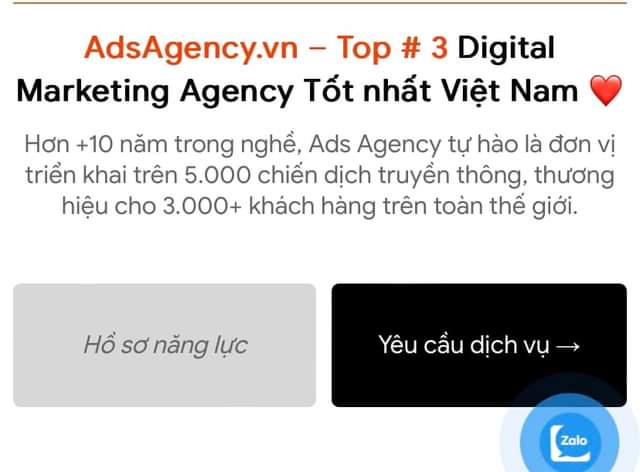 AdsAgency.vn – Top # 3 Digital
Marketing Agency Tốt nhất Việt Nam ❤️
Hơn +10 năm trong nghề, Ads Agency tự hào là đơn vị
triển khai trên 5.000 chiến dịch truyền thông, thương
hiệu cho 3.000+ khách hàng trên toàn thế giới.
Hồ sơ năng lực
Yêu cầu dịch vụ →
Zalo